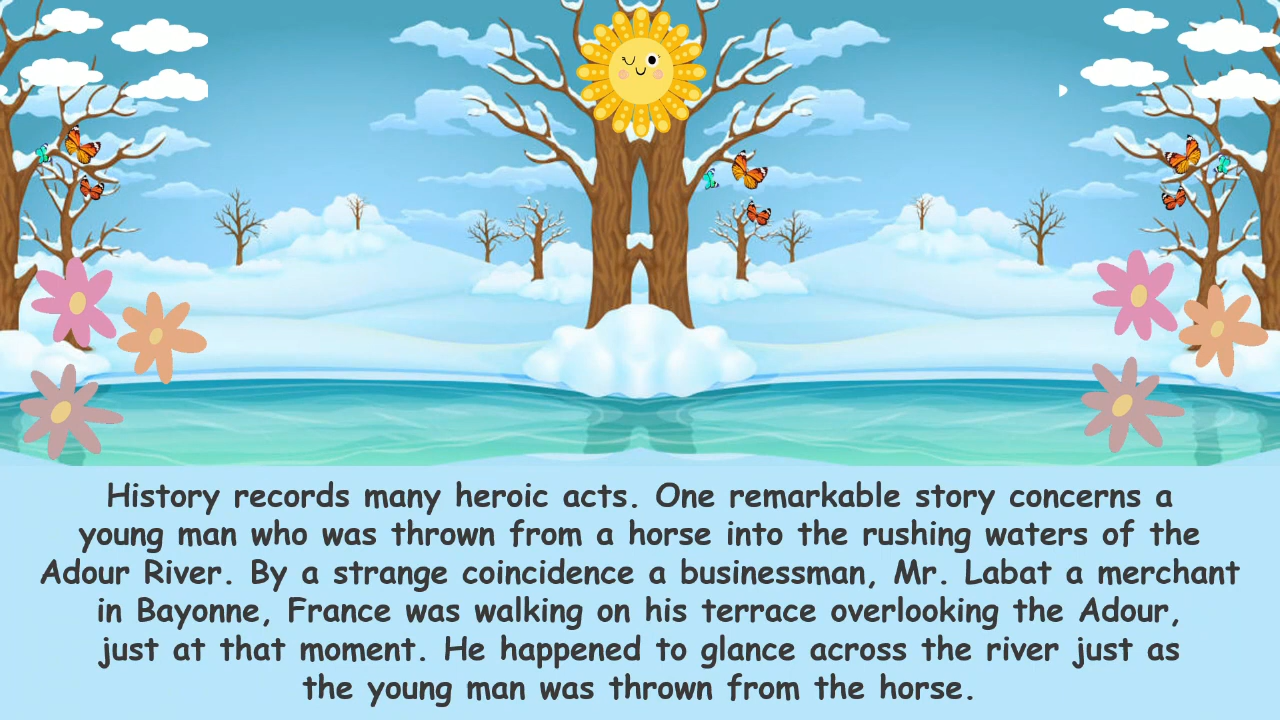 History records many heroic acts. One remarkable story concerns a
young man who was thrown from a horse into the rushing waters of the
Adour River. By a strange coincidence a businessman, Mr. Labat a merchant
in Bayonne, France was walking on his terrace overlooking the Adour,
just at that moment. He happened to glance across the river just as
the young man was thrown from the horse.